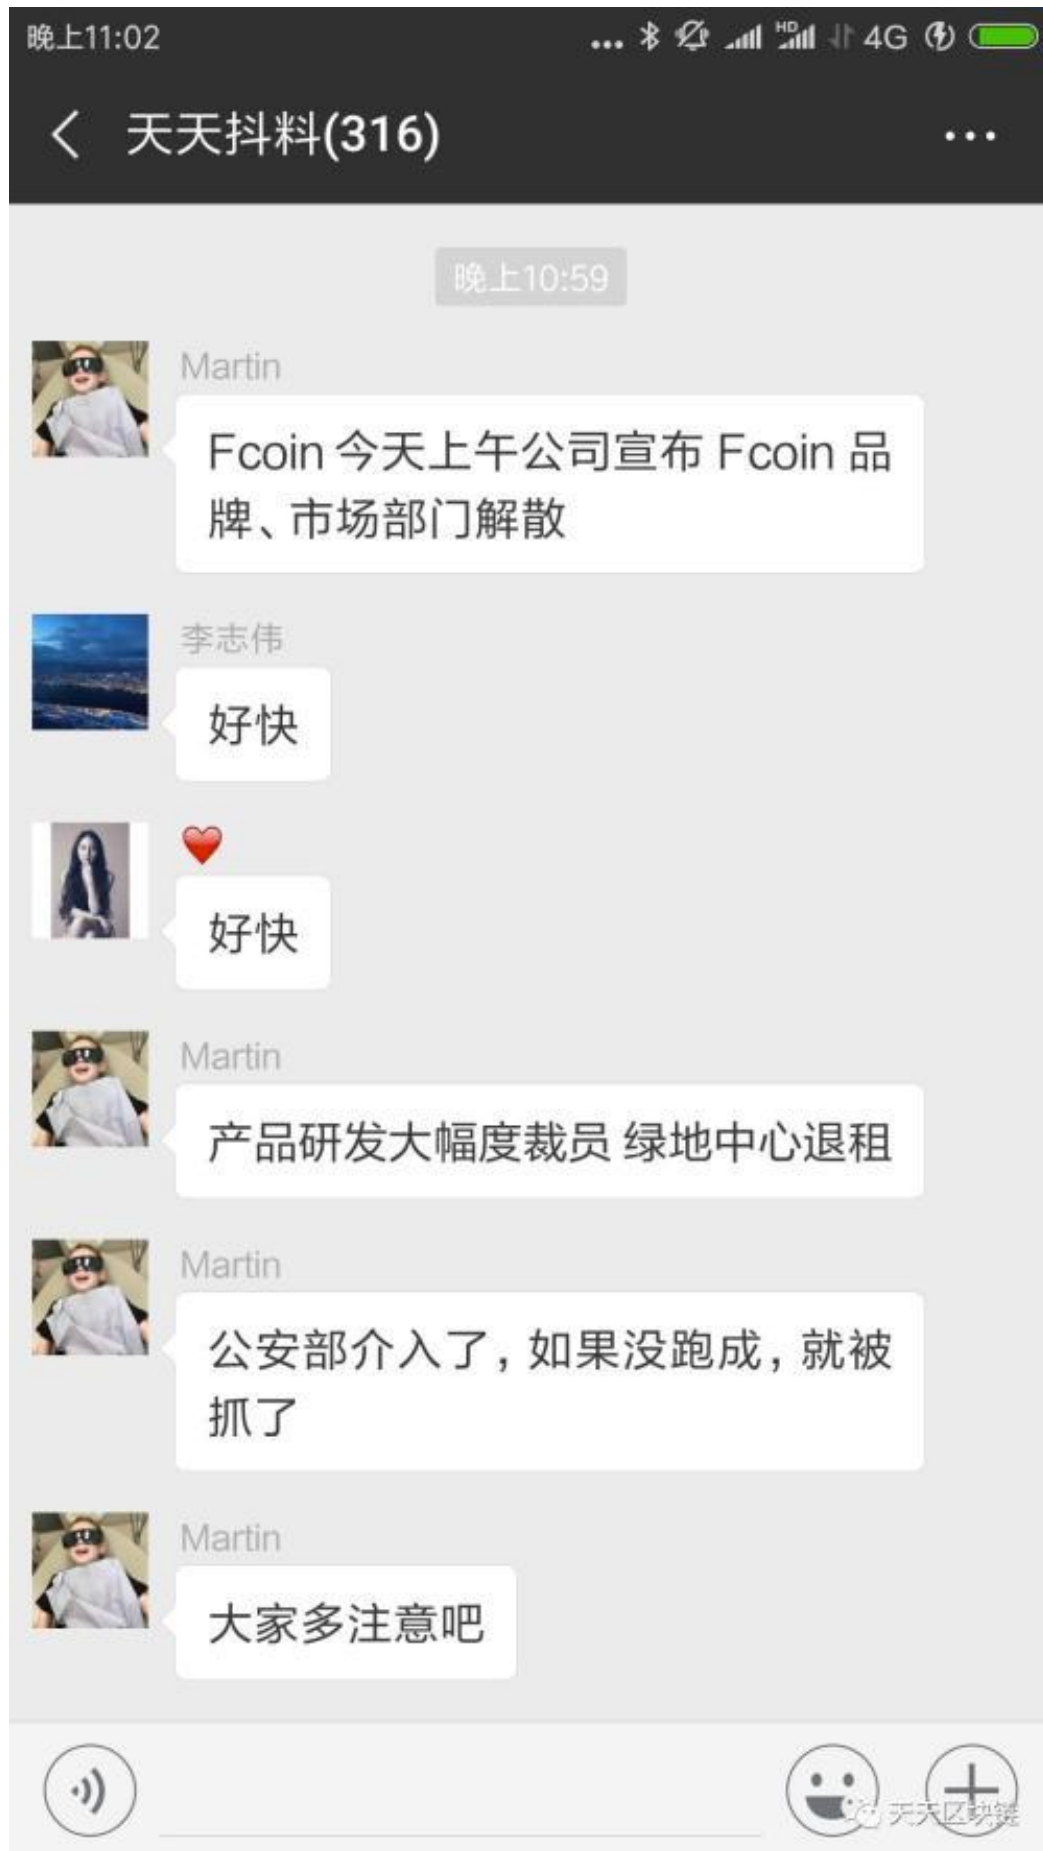 晚上11:02
HD 4G
天天抖料(316)
晚上10:59
Martin
Fcoin 今天上午公司宣布 Fcoin 品
牌、市场部门解散
李志伟
好快
好快
Martin
产品研发大幅度裁员 绿地中心退租
Martin
公安部介入了，如果没跑成，就被
抓了
Martin
大家多注意吧
天天区块链